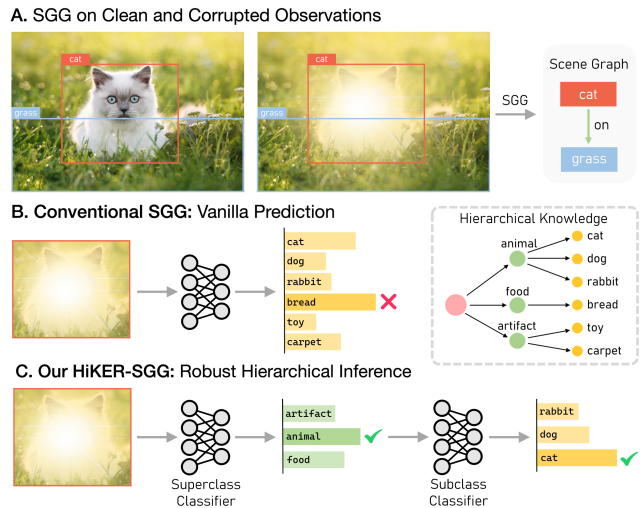 A. SGG on Clean and Corrupted Observations
cat
grass
cat
SGG
Scene Graph
cat
on
grass
B. Conventional SGG: Vanilla Prediction
cat
dog
rabbit
bread
toy
carpet
Hierarchical Knowledge
animal
food
artifact
cat
dog
rabbit
bread
toy
carpet
C. Our HiKER-SGG: Robust Hierarchical Inference
Superclass
Classifier
artifact
animal
food
Subclass
Classifier
rabbit
dog
cat